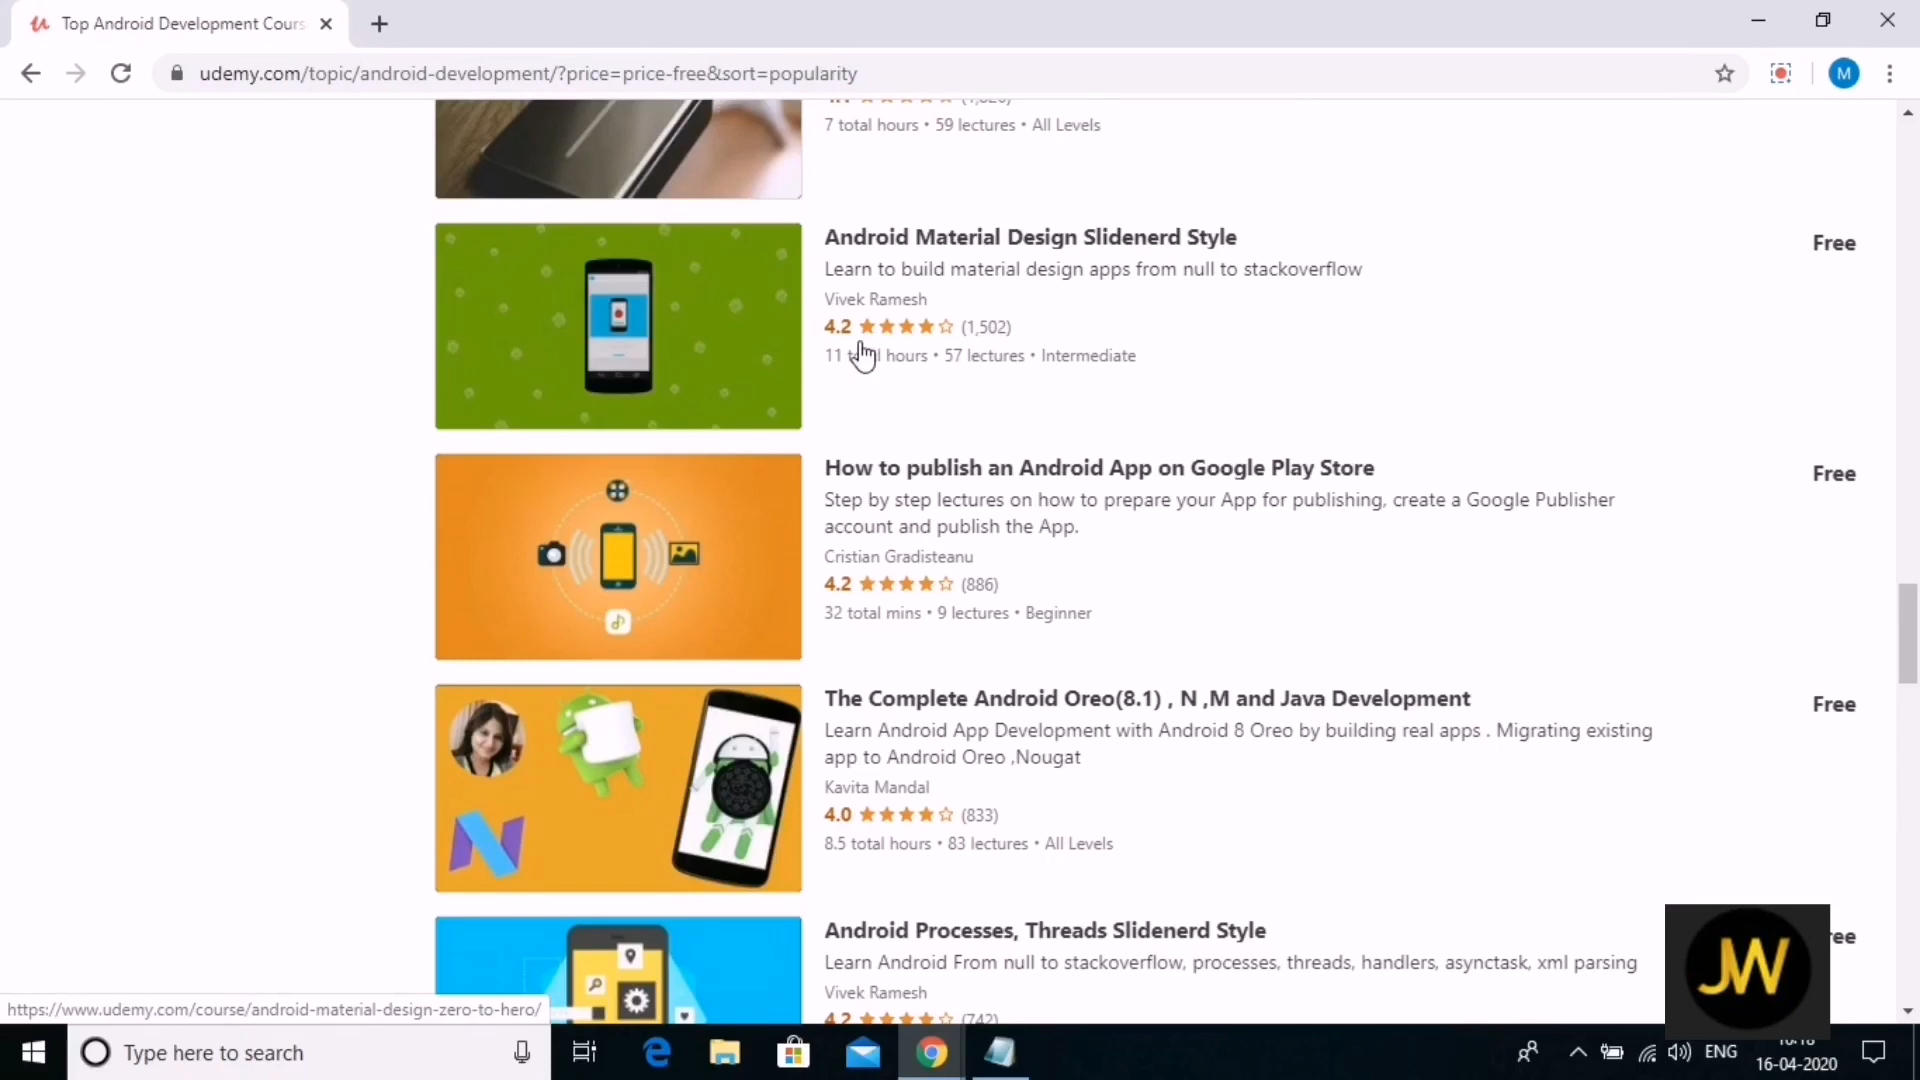 Top Android Development Cours
udemy.com/topic/android-development/?price=price-free&sort=popularity
M
7 total hours • 59 lectures • All Levels
Android Material Design Slidenerd Style
Free
Learn to build material design apps from null to stackoverflow
Vivek Ramesh
4.2 (1,502)
11 hours • 57 lectures • Intermediate
How to publish an Android App on Google Play Store
Free
Step by step lectures on how to prepare your App for publishing, create a Google Publisher
account and publish the App.
Cristian Gradisteanu
4.2 (886)
32 total mins • 9 lectures • Beginner
The Complete Android Oreo(8.1) , N ,M and Java Development
Free
Learn Android App Development with Android 8 Oreo by building real apps . Migrating existing
app to Android Oreo ,Nougat
Kavita Mandal
4.0 (833)
8.5 total hours • 83 lectures • All Levels
Android Processes, Threads Slidenerd Style
Learn Android From null to stackoverflow, processes, threads, handlers, asynctask, xml parsing
Vivek Ramesh
4.2 (742)
JW
https://www.udemy.com/course/android-material-design-zero-to-hero/
Type here to search
ENG
16-04-2020